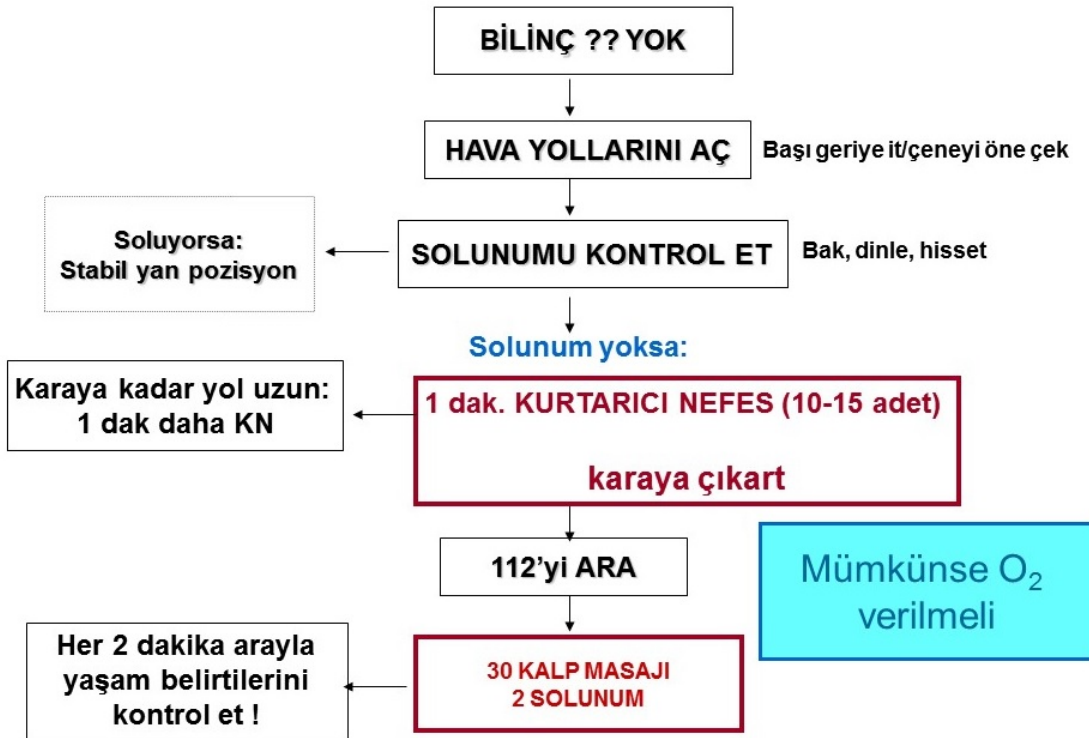 BİLİNÇ ?? YOK
HAVA YOLLARINI AÇ
Başı geriye it/çeneyi öne çek
Soluyorsa:
Stabil yan pozisyon
SOLUNUMU KONTROL ET
Bak, dinle, hisset
Solunum yoksa:
Karaya kadar yol uzun:
1 dak daha KN
1 dak. KURTARICI NEFES (10-15 adet)
karaya çıkart
112’yi ARA
Mümkünse O₂
verilmeli
Her 2 dakika arayla
yaşam belirtilerini
kontrol et !
30 KALP MASAJI
2 SOLUNUM